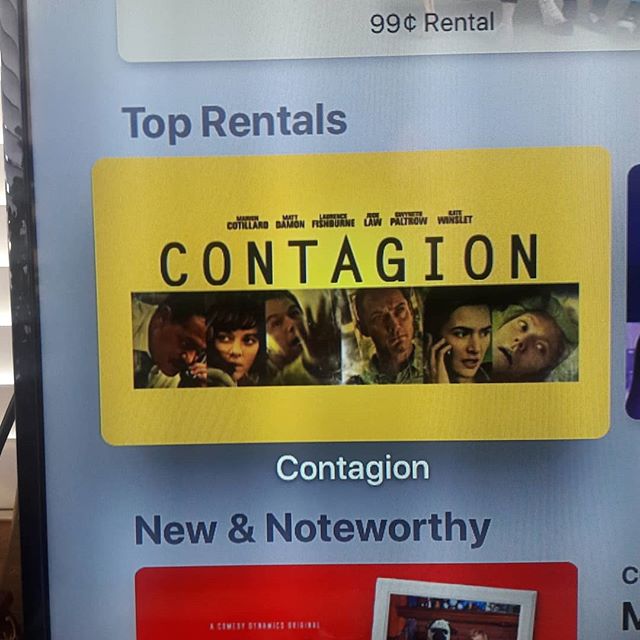 99¢ Rental
Top Rentals
MARION COTILLARD MATT DAMON LAURENCE FISHBURNE JUDE LAW GWYNETH PALTROW KATE WINSLET
CONTAGION
Contagion
New & Noteworthy
A COMEDY DYNAMICS ORIGINAL